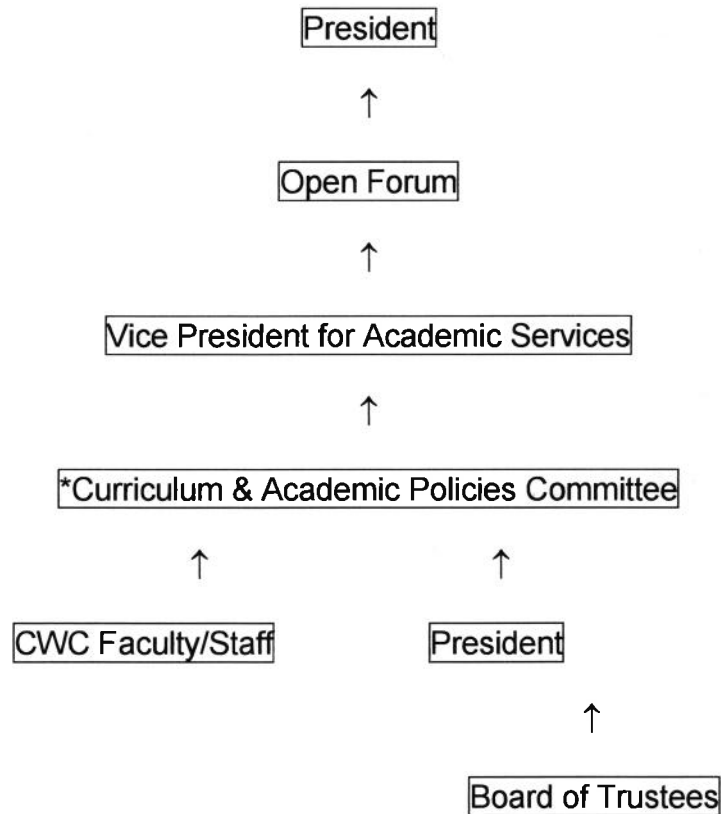 President
↑
Open Forum
↑
Vice President for Academic Services
↑
*Curriculum & Academic Policies Committee
↑ ↑
CWC Faculty/Staff President
↑
Board of Trustees